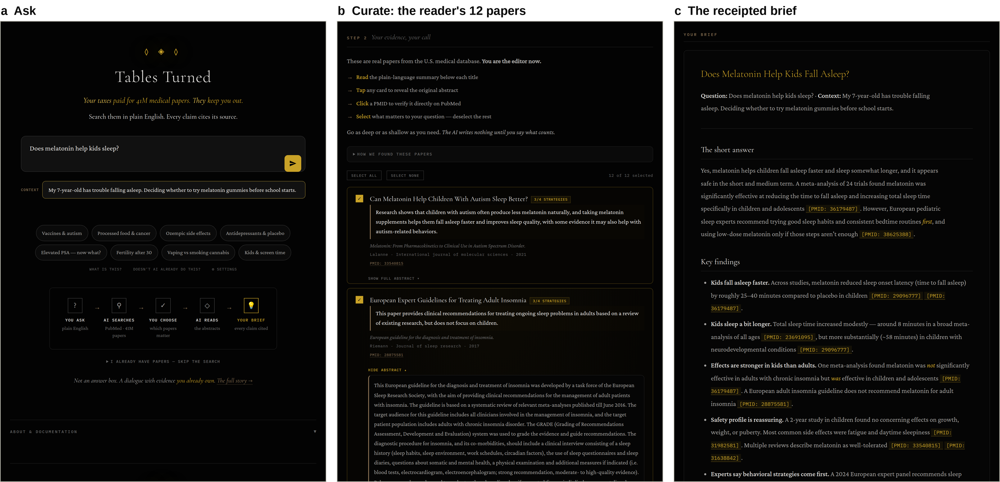 a Ask
◊ ◈ ◊
Tables Turned
Your taxes paid for 41M medical papers. They keep you out.
Search them in plain English. Every claim cites its source.
Does melatonin help kids sleep?
CONTEXT My 7-year-old has trouble falling asleep. Deciding whether to try melatonin gummies before school starts.
Vaccines & autism Processed food & cancer Ozempic side effects Antidepressants & placebo
Elevated PSA — now what? Fertility after 30 Vaping vs smoking cannabis Kids & screen time
WHAT IS THIS? DOESN'T AI ALREADY DO THIS? ⚙ SETTINGS
? → ⚲ → ✓ → ◇ → 💡
YOU ASK AI SEARCHES YOU CHOOSE AI READS YOUR BRIEF
plain English PubMed · 41M which papers the abstracts every claim cited
papers matter
▶ I ALREADY HAVE PAPERS — SKIP THE SEARCH
Not an answer box. A dialogue with evidence you already own. The full story →
ABOUT & DOCUMENTATION ▼
b Curate: the reader's 12 papers
STEP 2 Your evidence, your call
These are real papers from the U.S. medical database. You are the editor now.
→ Read the plain-language summary below each title
→ Tap any card to reveal the original abstract
→ Click a PMID to verify it directly on PubMed
→ Select what matters to your question — deselect the rest
Go as deep or as shallow as you need. The AI writes nothing until you say what counts.
▶ HOW WE FOUND THESE PAPERS
SELECT ALL SELECT NONE 12 of 12 selected
✓ Can Melatonin Help Children With Autism Sleep Better? 3/4 STRATEGIES
Research shows that children with autism often produce less melatonin naturally, and taking melatonin
supplements helps them fall asleep faster and improves sleep quality, with some evidence it may also help with
autism-related behaviors.
Melatonin: From Pharmacokinetics to Clinical Use in Autism Spectrum Disorder.
Lalanne · International journal of molecular sciences · 2021
PMID: 33540815
SHOW FULL ABSTRACT ▾
✓ European Expert Guidelines for Treating Adult Insomnia 3/4 STRATEGIES
This paper provides clinical recommendations for treating ongoing sleep problems in adults based on a review
of existing research, but does not focus on children.
European guideline for the diagnosis and treatment of insomnia.
Riemann · Journal of sleep research · 2017
PMID: 28875581
HIDE ABSTRACT ▴
This European guideline for the diagnosis and treatment of insomnia was developed by a task force of the European
Sleep Research Society, with the aim of providing clinical recommendations for the management of adult patients
with insomnia. The guideline is based on a systematic review of relevant meta-analyses published till June 2016. The
target audience for this guideline includes all clinicians involved in the management of insomnia, and the target
patient population includes adults with chronic insomnia disorder. The GRADE (Grading of Recommendations
Assessment, Development and Evaluation) system was used to grade the evidence and guide recommendations. The
diagnostic procedure for insomnia, and its co-morbidities, should include a clinical interview consisting of a sleep
history (sleep habits, sleep environment, work schedules, circadian factors), the use of sleep questionnaires and sleep
diaries, questions about somatic and mental health, a physical examination and additional measures if indicated (i.e.
blood tests, electrocardiogram, electroencephalogram; strong recommendation, moderate- to high-quality evidence).
c The receipted brief
YOUR BRIEF
Does Melatonin Help Kids Fall Asleep?
Question: Does melatonin help kids sleep? · Context: My 7-year-old has trouble falling
asleep. Deciding whether to try melatonin gummies before school starts.
The short answer
Yes, melatonin helps children fall asleep faster and sleep somewhat longer, and it appears
safe in the short and medium term. A meta-analysis of 24 trials found melatonin was
significantly effective at reducing the time to fall asleep and increasing total sleep time
specifically in children and adolescents [PMID: 36179487]. However, European pediatric
sleep experts recommend trying good sleep habits and consistent bedtime routines first, and
using low-dose melatonin only if those steps aren't enough [PMID: 38625388].
Key findings
• Kids fall asleep faster. Across studies, melatonin reduced sleep onset latency (time to fall asleep)
by roughly 25–40 minutes compared to placebo in children [PMID: 29096777] [PMID:
36179487].
• Kids sleep a bit longer. Total sleep time increased modestly — around 8 minutes in a broad meta-
analysis of all ages [PMID: 23691095], but more substantially (~58 minutes) in children with
neurodevelopmental conditions [PMID: 29096777].
• Effects are stronger in kids than adults. One meta-analysis found melatonin was not significantly
effective in adults with chronic insomnia but was effective in children and adolescents [PMID:
36179487]. A European adult insomnia guideline does not recommend melatonin for adult
insomnia [PMID: 28875581].
• Safety profile is reassuring. A 2-year study in children found no concerning effects on growth,
weight, or puberty. Most common side effects were fatigue and daytime sleepiness [PMID:
31982581]. Multiple reviews describe melatonin as well-tolerated [PMID: 33540815] [PMID:
31638842].
• Experts say behavioral strategies come first. A 2024 European expert panel recommends sleep